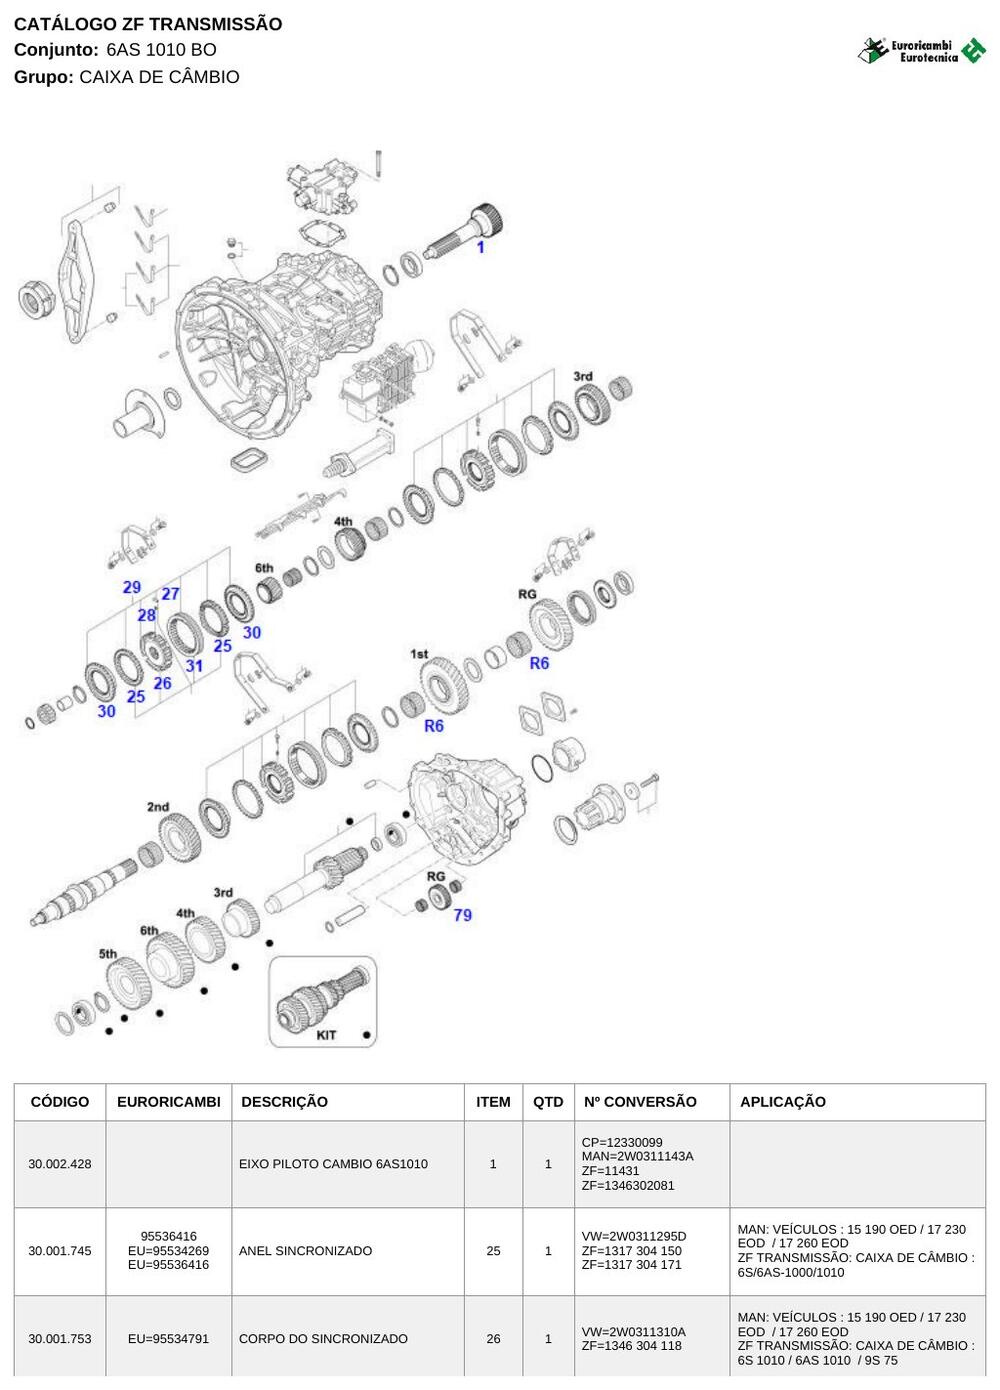 CATÁLOGO ZF TRANSMISSÃO
Conjunto: 6AS 1010 BO
Grupo: CAIXA DE CÂMBIO
Euroricambi
Eurotecnica
1
3rd
4th
6th
29
27
28
30
31
25
26
25
30
RG
R6
1st
R6
2nd
RG
79
3rd
4th
6th
5th
KIT
CÓDIGO EURORICAMBI DESCRIÇÃO ITEM QTD Nº CONVERSÃO APLICAÇÃO
30.002.428 EIXO PILOTO CAMBIO 6AS1010 1 1
CP=12330099
MAN=2W0311143A
ZF=11431
ZF=1346302081
30.001.745
95536416
EU=95534269
EU=95536416
ANEL SINCRONIZADO 25 1
VW=2W0311295D
ZF=1317 304 150
ZF=1317 304 171
MAN: VEÍCULOS : 15 190 OED / 17 230
EOD / 17 260 EOD
ZF TRANSMISSÃO: CAIXA DE CÂMBIO :
6S/6AS-1000/1010
30.001.753 EU=95534791 CORPO DO SINCRONIZADO 26 1
VW=2W0311310A
ZF=1346 304 118
MAN: VEÍCULOS : 15 190 OED / 17 230
EOD / 17 260 EOD
ZF TRANSMISSÃO: CAIXA DE CÂMBIO :
6S 1010 / 6AS 1010 / 9S 75